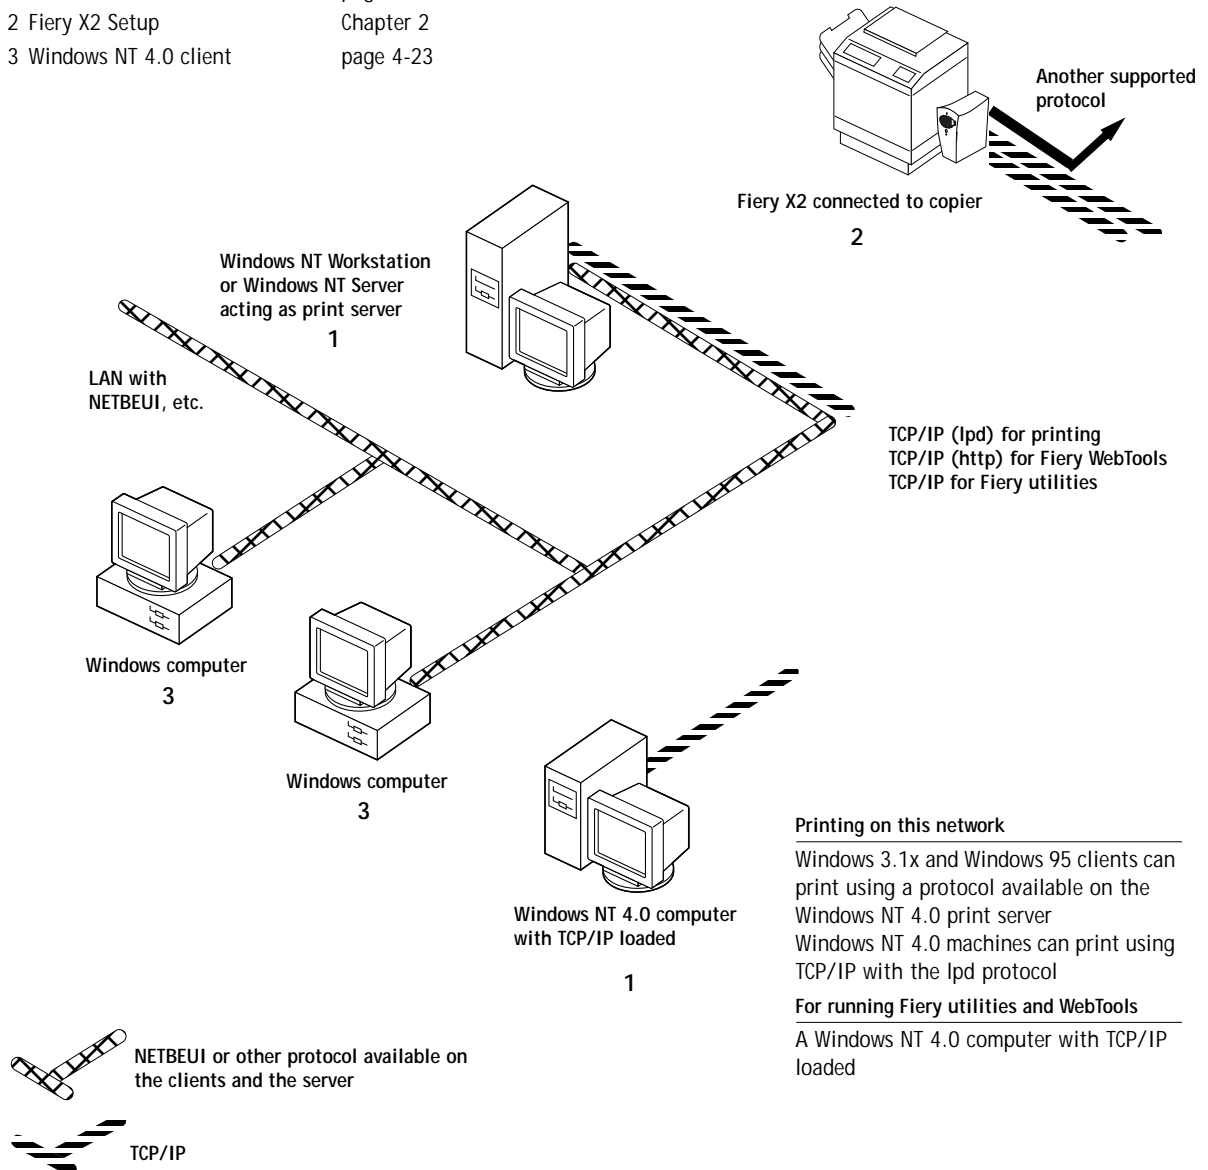 2 Fiery X2 Setup Chapter 2
3 Windows NT 4.0 client page 4-23
Another supported
protocol
Fiery X2 connected to copier
2
Windows NT Workstation
or Windows NT Server
acting as print server
1
LAN with
NETBEUI, etc.
TCP/IP (lpd) for printing
TCP/IP (http) for Fiery WebTools
TCP/IP for Fiery utilities
Windows computer
3
Windows computer
3
Windows NT 4.0 computer
with TCP/IP loaded
1
Printing on this network
Windows 3.1x and Windows 95 clients can
print using a protocol available on the
Windows NT 4.0 print server
Windows NT 4.0 machines can print using
TCP/IP with the lpd protocol
For running Fiery utilities and WebTools
A Windows NT 4.0 computer with TCP/IP
loaded
NETBEUI or other protocol available on
the clients and the server
TCP/IP